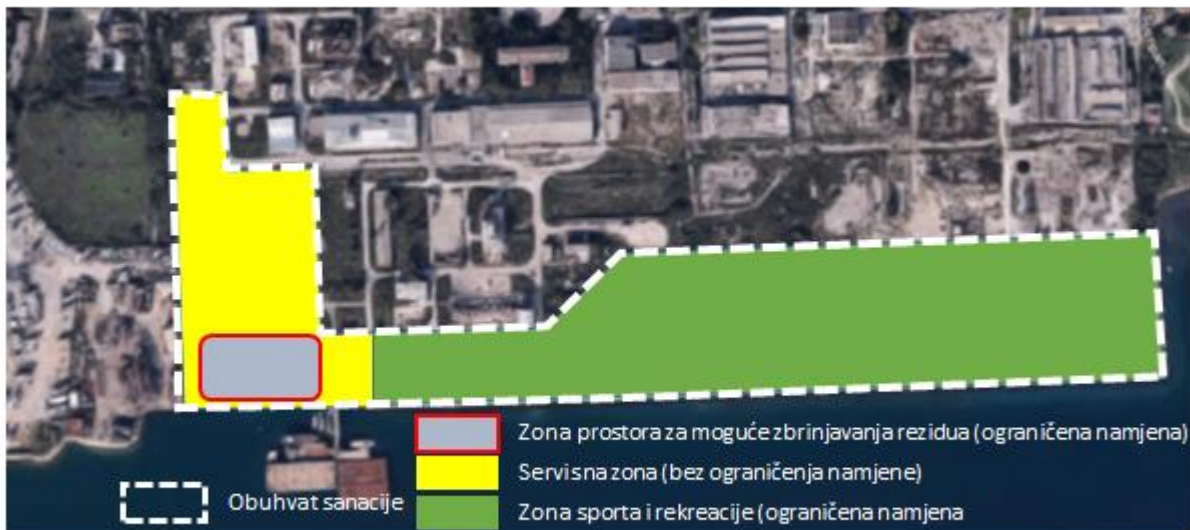 Zona prostora za moguće zbrinjavanja rezidua (ograničena namjena)
Servisna zona (bez ograničenja namjene)
Obuhvat sanacije
Zona sporta i rekreacije (ograničena namjena